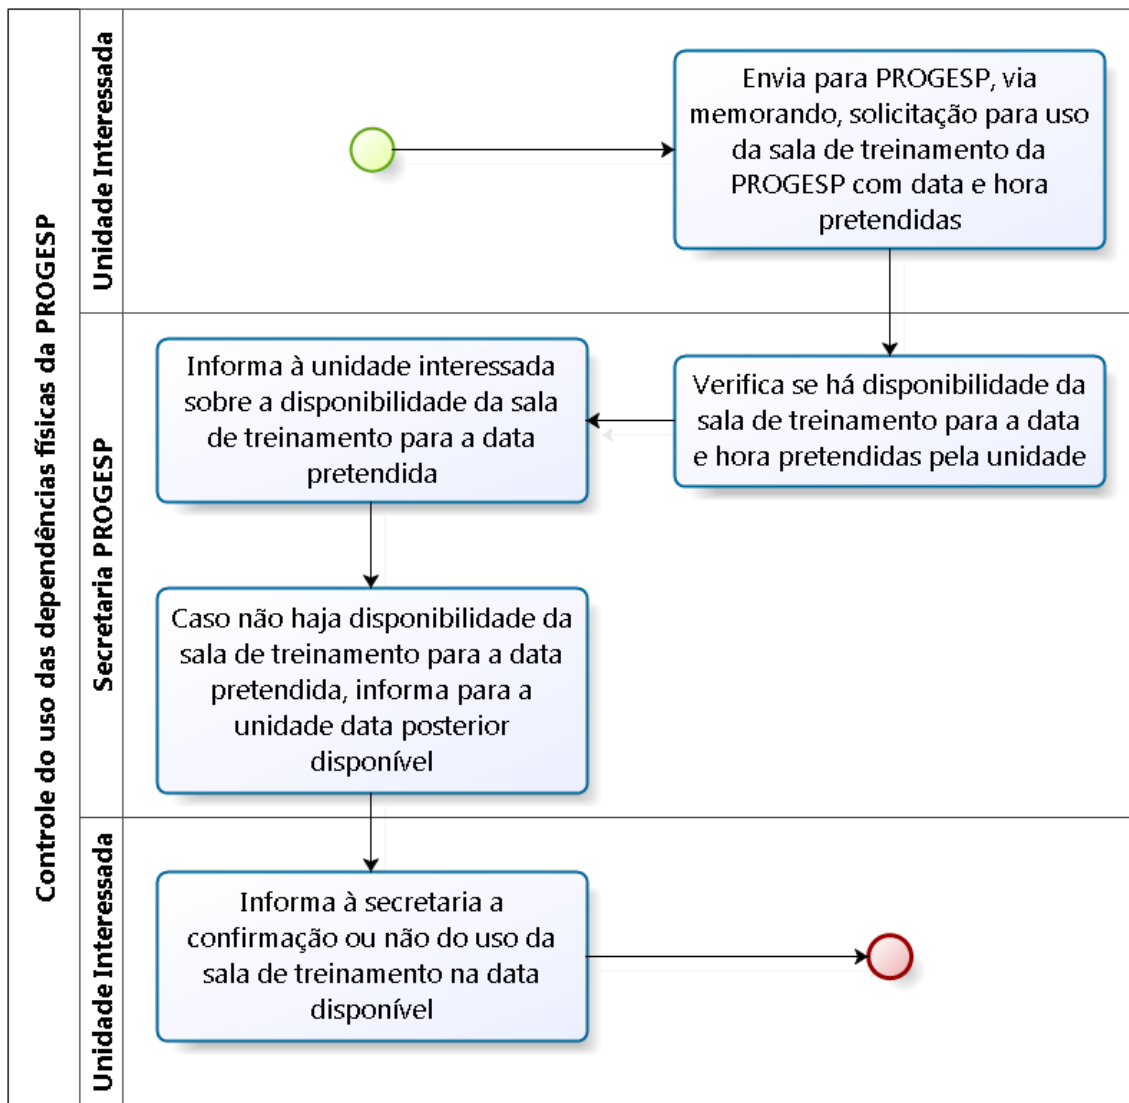 Controle do uso das dependências físicas da PROGESP
Unidade Interessada
Envia para PROGESP, via
memorando, solicitação para uso
da sala de treinamento da
PROGESP com data e hora
pretendidas
Secretaria PROGESP
Verifica se há disponibilidade da
sala de treinamento para a data
e hora pretendidas pela unidade
Informa à unidade interessada
sobre a disponibilidade da sala
de treinamento para a data
pretendida
Caso não haja disponibilidade da
sala de treinamento para a data
pretendida, informa para a
unidade data posterior
disponível
Unidade Interessada
Informa à secretaria a
confirmação ou não do uso da
sala de treinamento na data
disponível